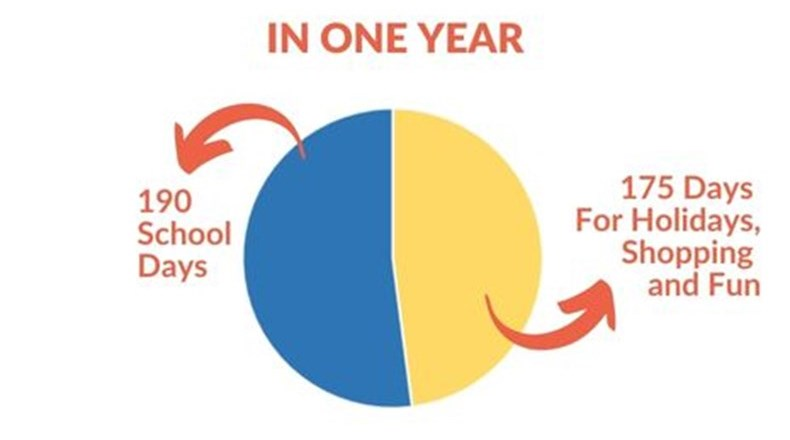 IN ONE YEAR
190
School
Days
175 Days
For Holidays,
Shopping
and Fun